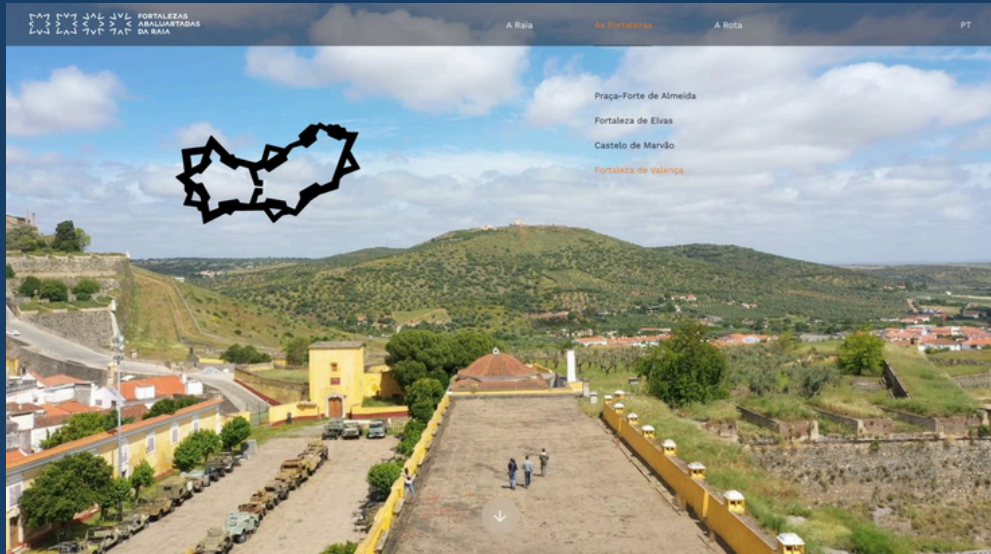 FORTALEZAS
ABALUARTADAS
DA RAIA
A Raia
As Fortalezas
A Rota
PT
Praça-Forte de Almeida
Fortaleza de Elvas
Castelo de Marvão
Fortaleza de Valença